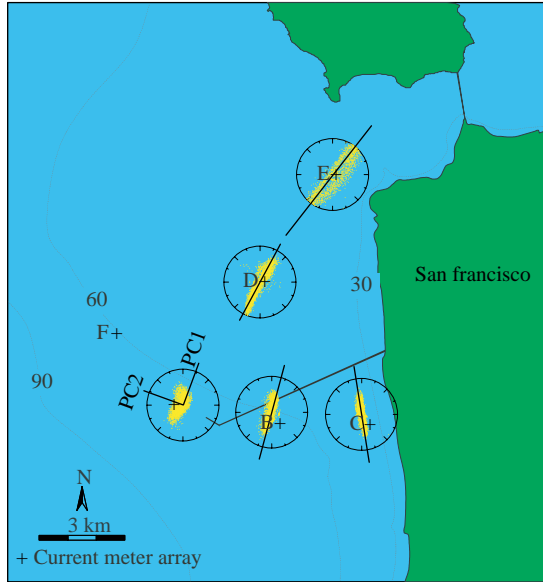 E+
San francisco
D+
30
60
F+
PC1
90
PC2
B+
C+
N
3 km
+ Current meter array